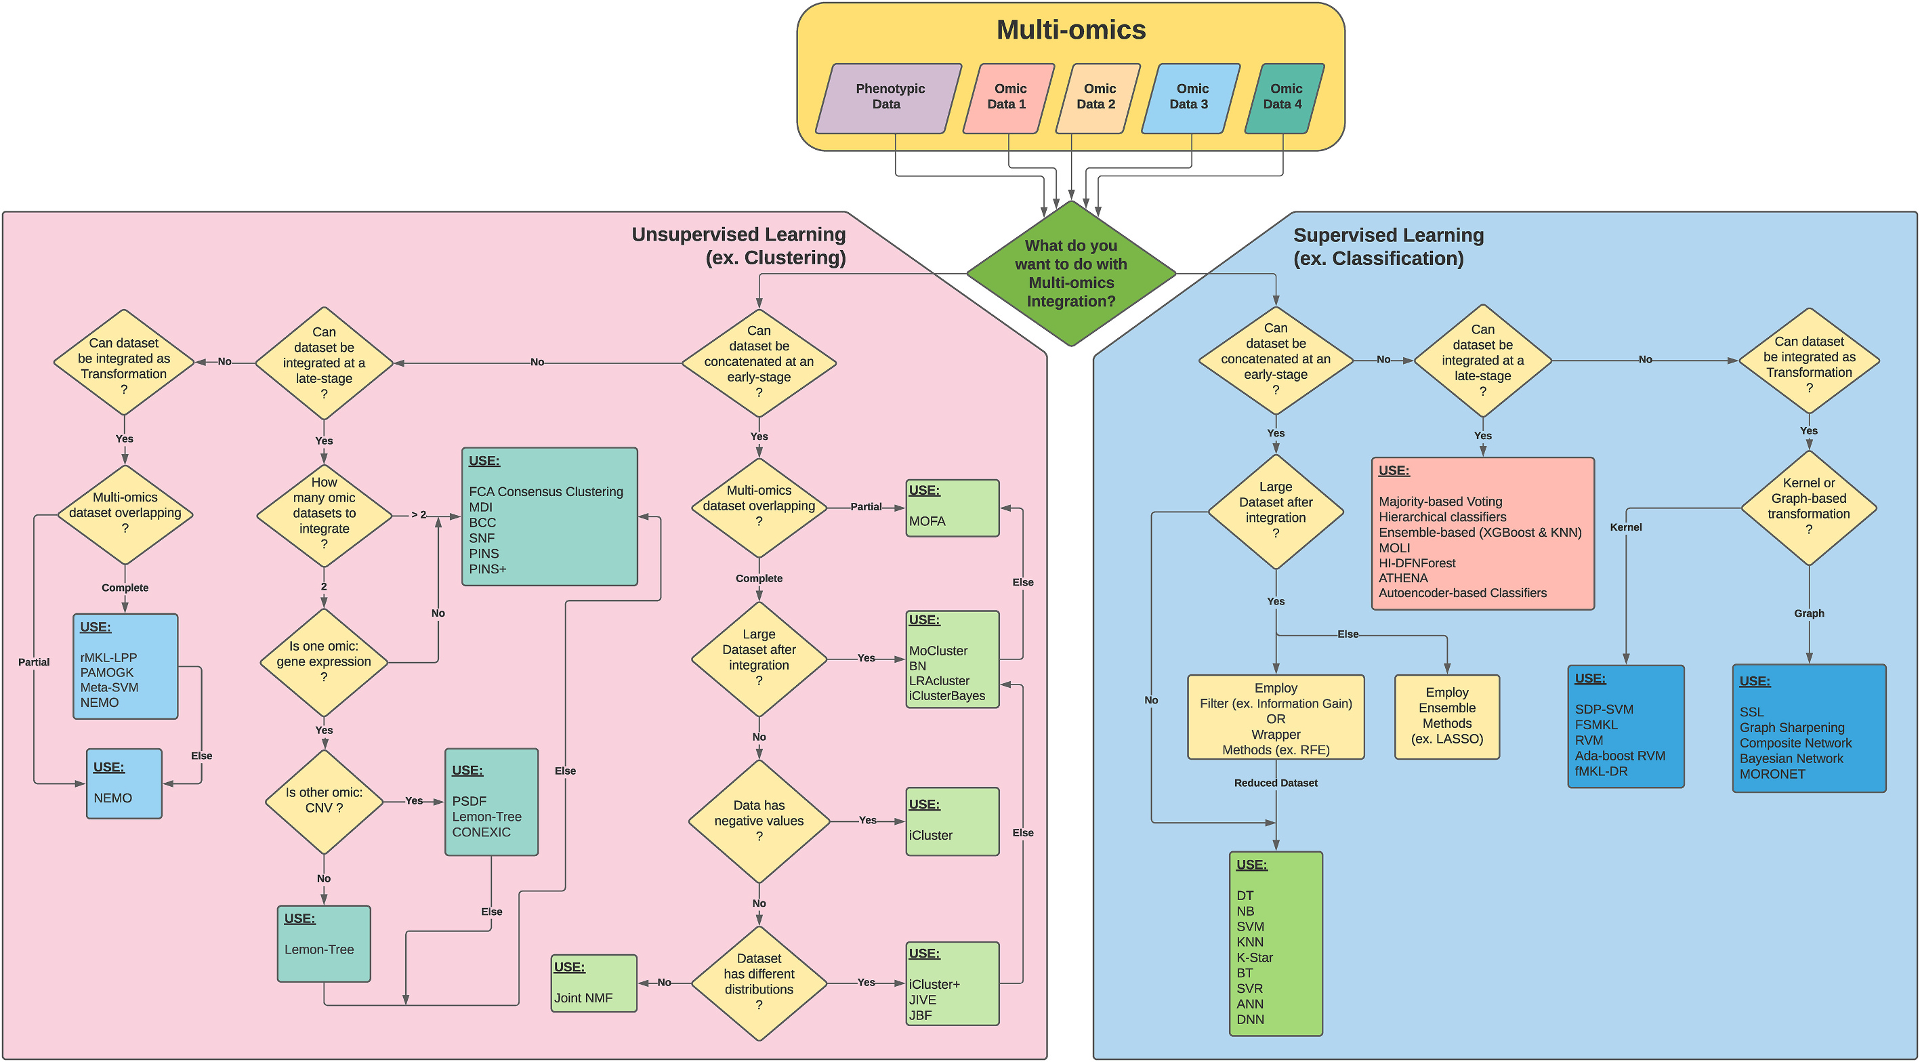 Multi-omics
Phenotypic
Data
Omic
Data 1
Omic
Data 2
Omic
Data 3
Omic
Data 4
What do you
want to do with
Multi-omics
Integration?
Unsupervised Learning
(ex. Clustering)
Can dataset
be integrated as
Transformation
?
No
Can
dataset be
integrated at a
late-stage
?
No
Can
dataset be
concatenated at an
early-stage
?
Yes
Multi-omics
dataset overlapping
?
Partial
Complete
USE:
rMKL-LPP
PAMOGK
Meta-SVM
NEMO
Else
USE:
NEMO
Yes
How
many omic
datasets to
integrate
?
> 2
USE:
FCA Consensus Clustering
MDI
BCC
SNF
PINS
PINS+
2
Is one omic:
gene expression
?
No
Yes
Is other omic:
CNV ?
Yes
USE:
PSDF
Lemon-Tree
CONEXIC
No
USE:
Lemon-Tree
Else
Else
Yes
Multi-omics
dataset overlapping
?
Partial
USE:
MOFA
Complete
Large
Dataset after
integration
?
Yes
USE:
MoCluster
BN
LRAcluster
iClusterBayes
Else
No
Data has
negative values
?
Yes
USE:
iCluster
Else
No
Dataset
has different
distributions
?
No
USE:
Joint NMF
Yes
USE:
iCluster+
JIVE
JBF
Supervised Learning
(ex. Classification)
Can
dataset be
concatenated at an
early-stage
?
No
Can
dataset be
integrated at a
late-stage
?
No
Can dataset
be integrated as
Transformation
?
Yes
Large
Dataset after
integration
?
No
Yes
Else
Employ
Filter (ex. Information Gain)
OR
Wrapper
Methods (ex. RFE)
Employ
Ensemble
Methods
(ex. LASSO)
Reduced Dataset
USE:
DT
NB
SVM
KNN
K-Star
BT
SVR
ANN
DNN
Yes
USE:
Majority-based Voting
Hierarchical classifiers
Ensemble-based (XGBoost & KNN)
MOLI
HI-DFNForest
ATHENA
Autoencoder-based Classifiers
Yes
Kernel or
Graph-based
transformation
?
Kernel
Graph
USE:
SDP-SVM
FSMKL
RVM
Ada-boost RVM
fMKL-DR
USE:
SSL
Graph Sharpening
Composite Network
Bayesian Network
MORONET